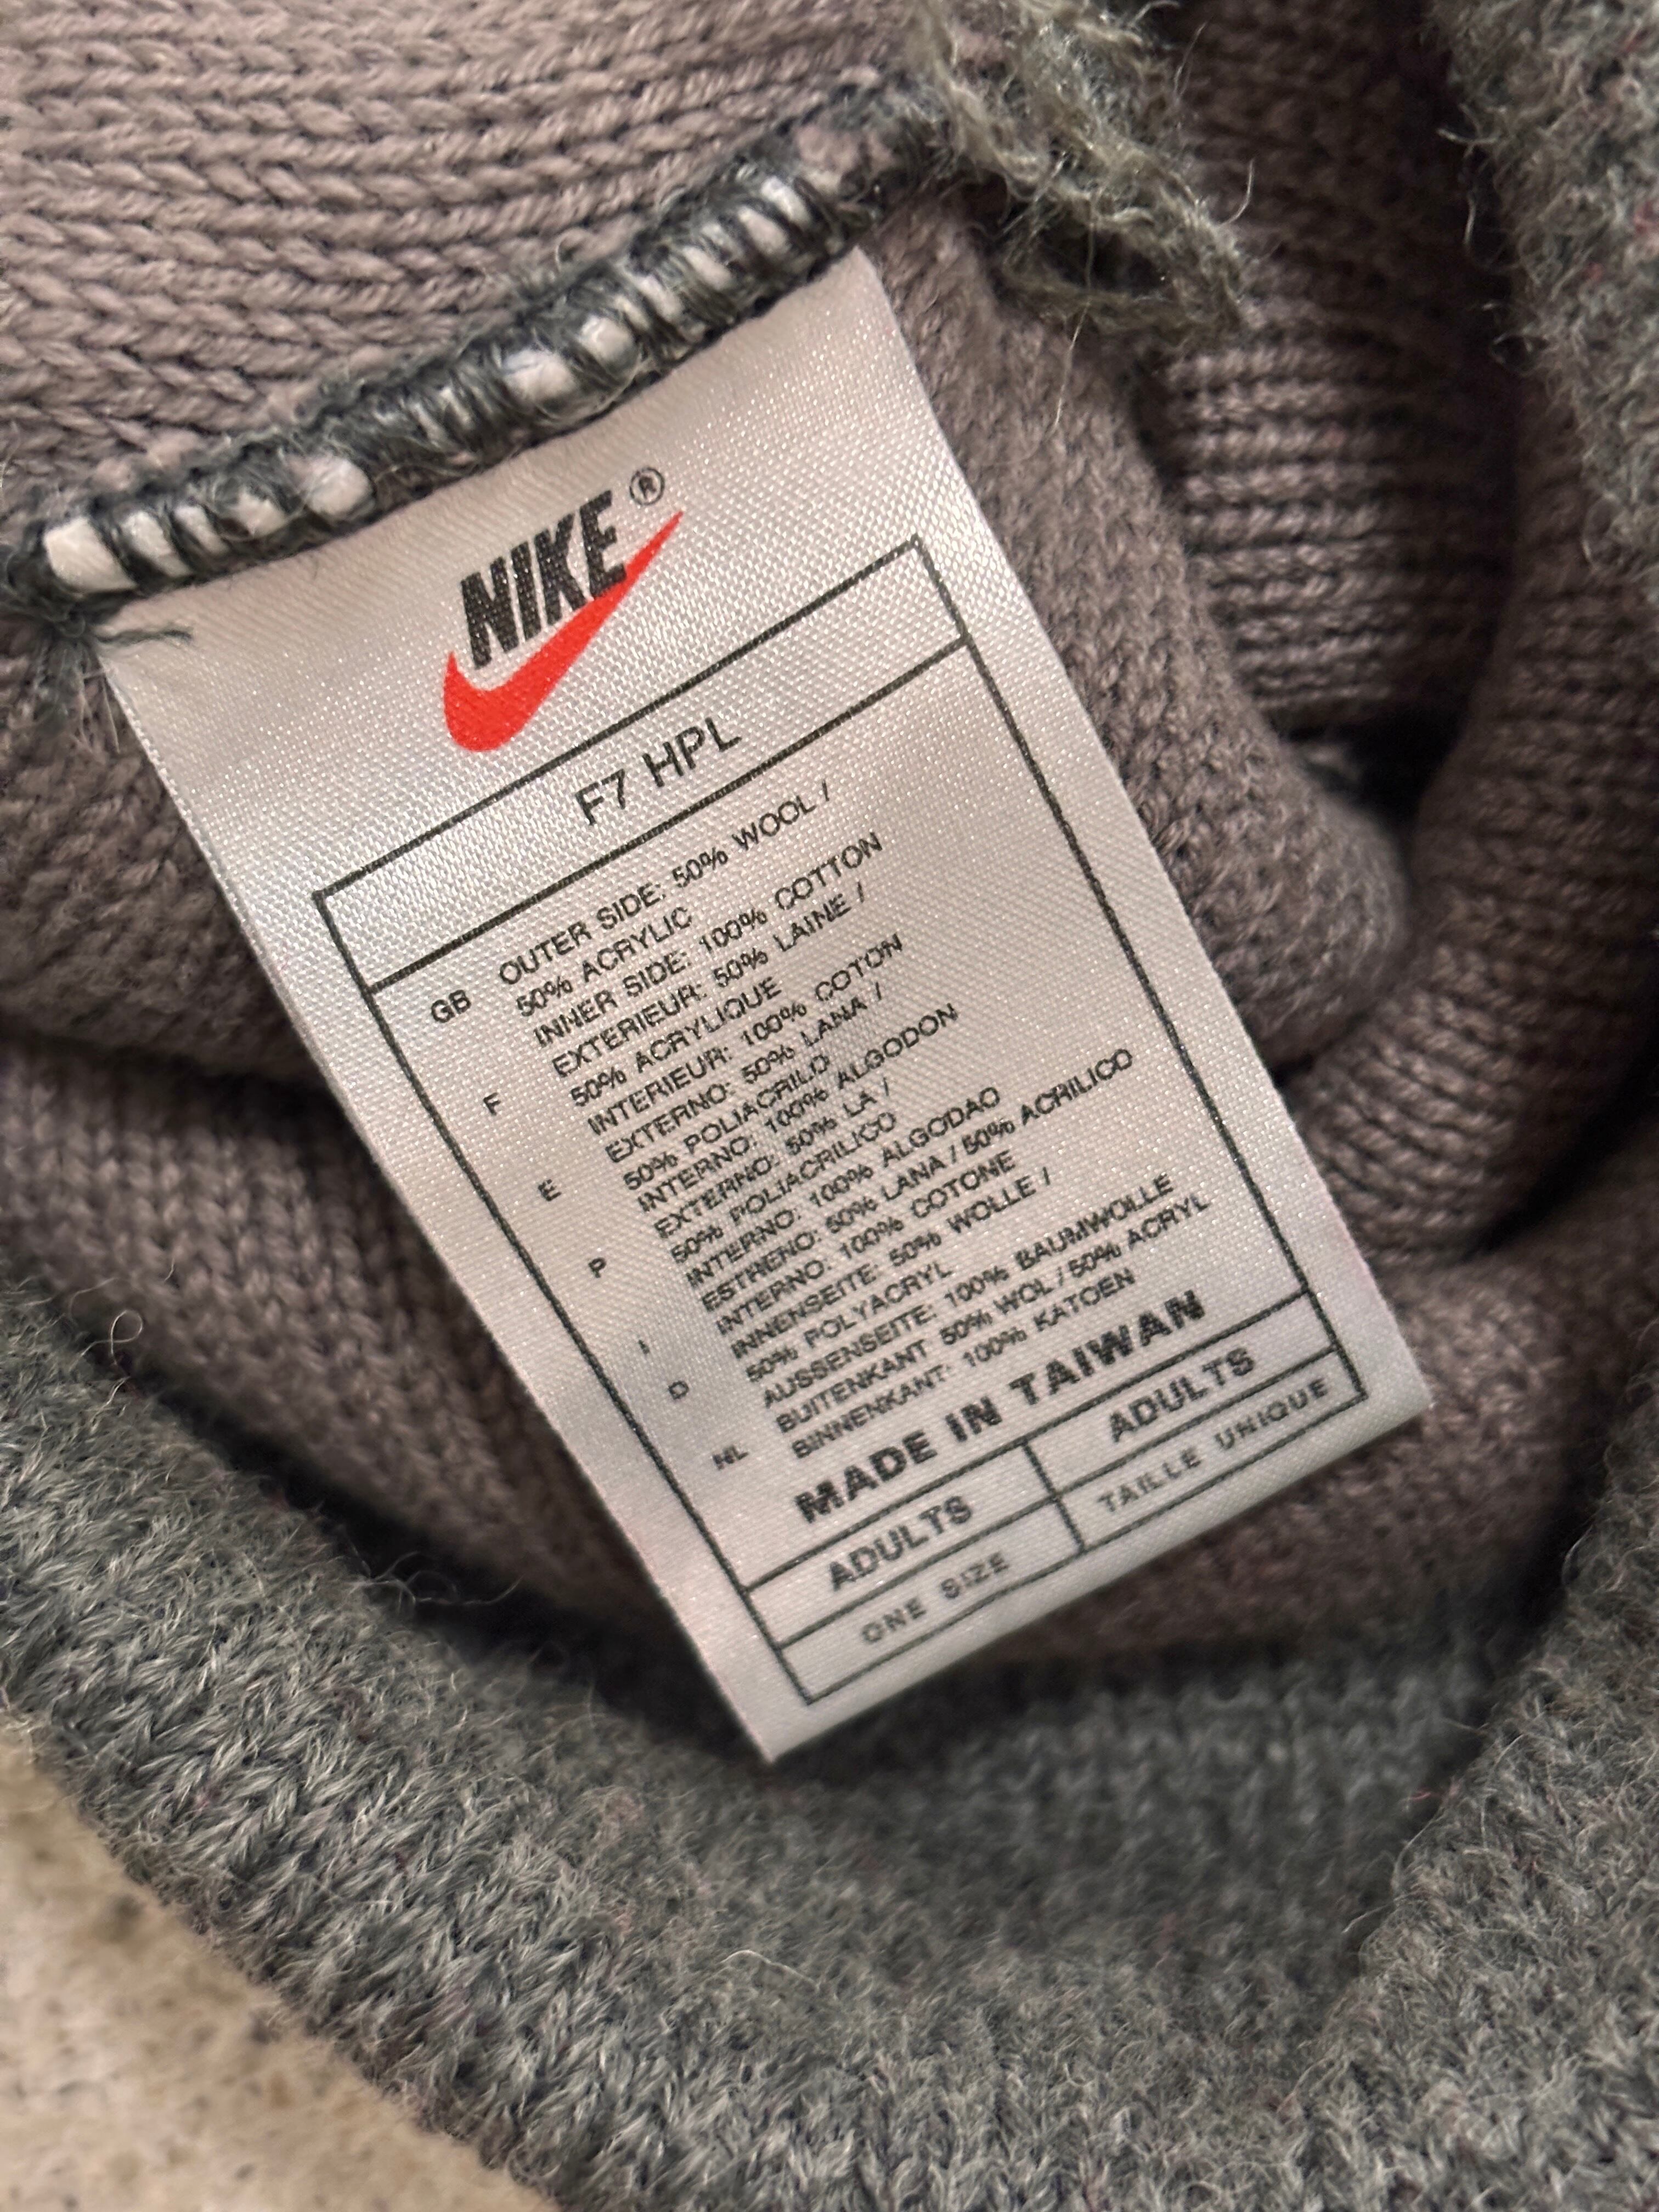 NIKE®
F7 HPL
GB OUTER SIDE: 50% WOOL /
50% ACRYLIC
INNER SIDE: 100% COTTON
F EXTERIEUR: 50% LAINE /
50% ACRYLIQUE
INTERIEUR: 100% COTON
E EXTERNO: 50% LANA /
50% POLIACRILO
INTERNO: 100% ALGODON
P EXTERNO: 50% LA /
50% POLIACRILICO
INTERNO: 100% ALGODAO
I ESTRENO: 50% LANA / 50% ACRILICO
INTERNO: 100% COTONE
D INNENSEITE: 50% WOLLE /
50% POLYACRYL
AUSSENSEITE: 100% BAUMWOLLE
NL BUITENKANT 50% WOL / 50% ACRYL
BINNENKANT: 100% KATOEN
MADE IN TAIWAN
ADULTS ADULTS
ONE SIZE TAILLE UNIQUE